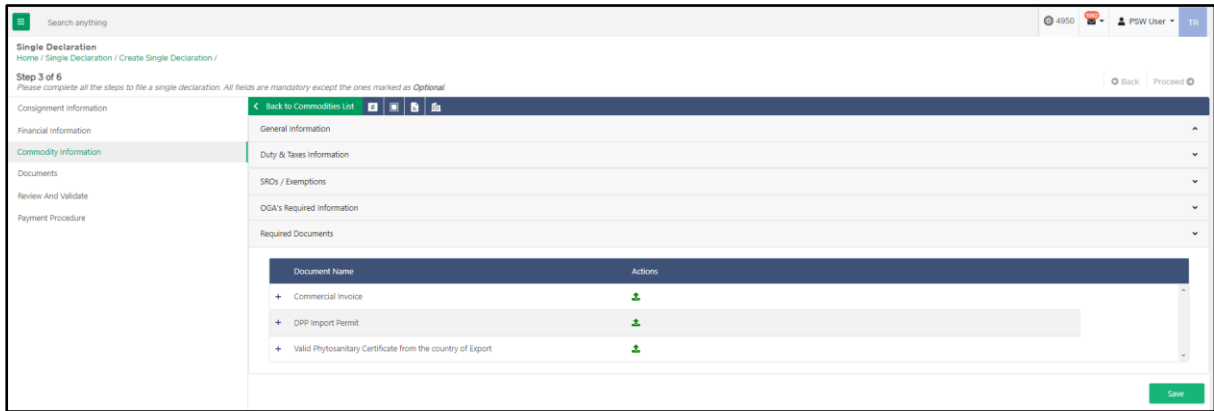 Search anything
4950
PSW User
TR
Single Declaration
Home / Single Declaration / Create Single Declaration /
Step 3 of 6
Please complete all the steps to file a single declaration. All fields are mandatory except the ones marked as Optional.
Back
Proceed
Consignment Information
Financial Information
Commodity Information
Documents
Review And Validate
Payment Procedure
Back to Commodities List
General Information
Duty & Taxes Information
SROs / Exemptions
OGA's Required Information
Required Documents
Document Name
Actions
+ Commercial Invoice
+ DPP Import Permit
+ Valid Phytosanitary Certificate from the country of Export
Save